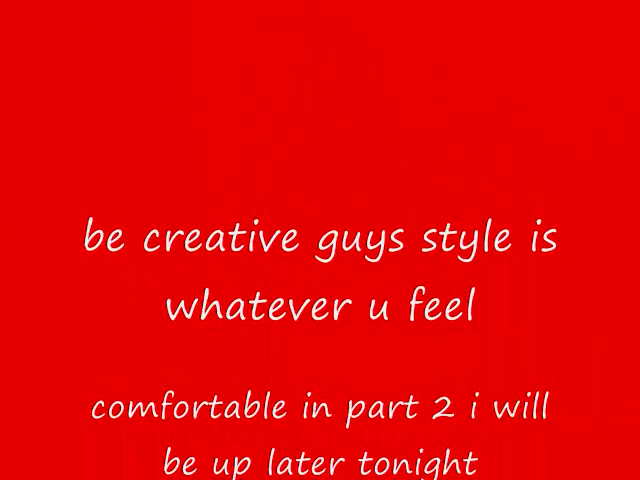 be creative guys style is
whatever u feel
comfortable in part 2 i will
be up later tonight